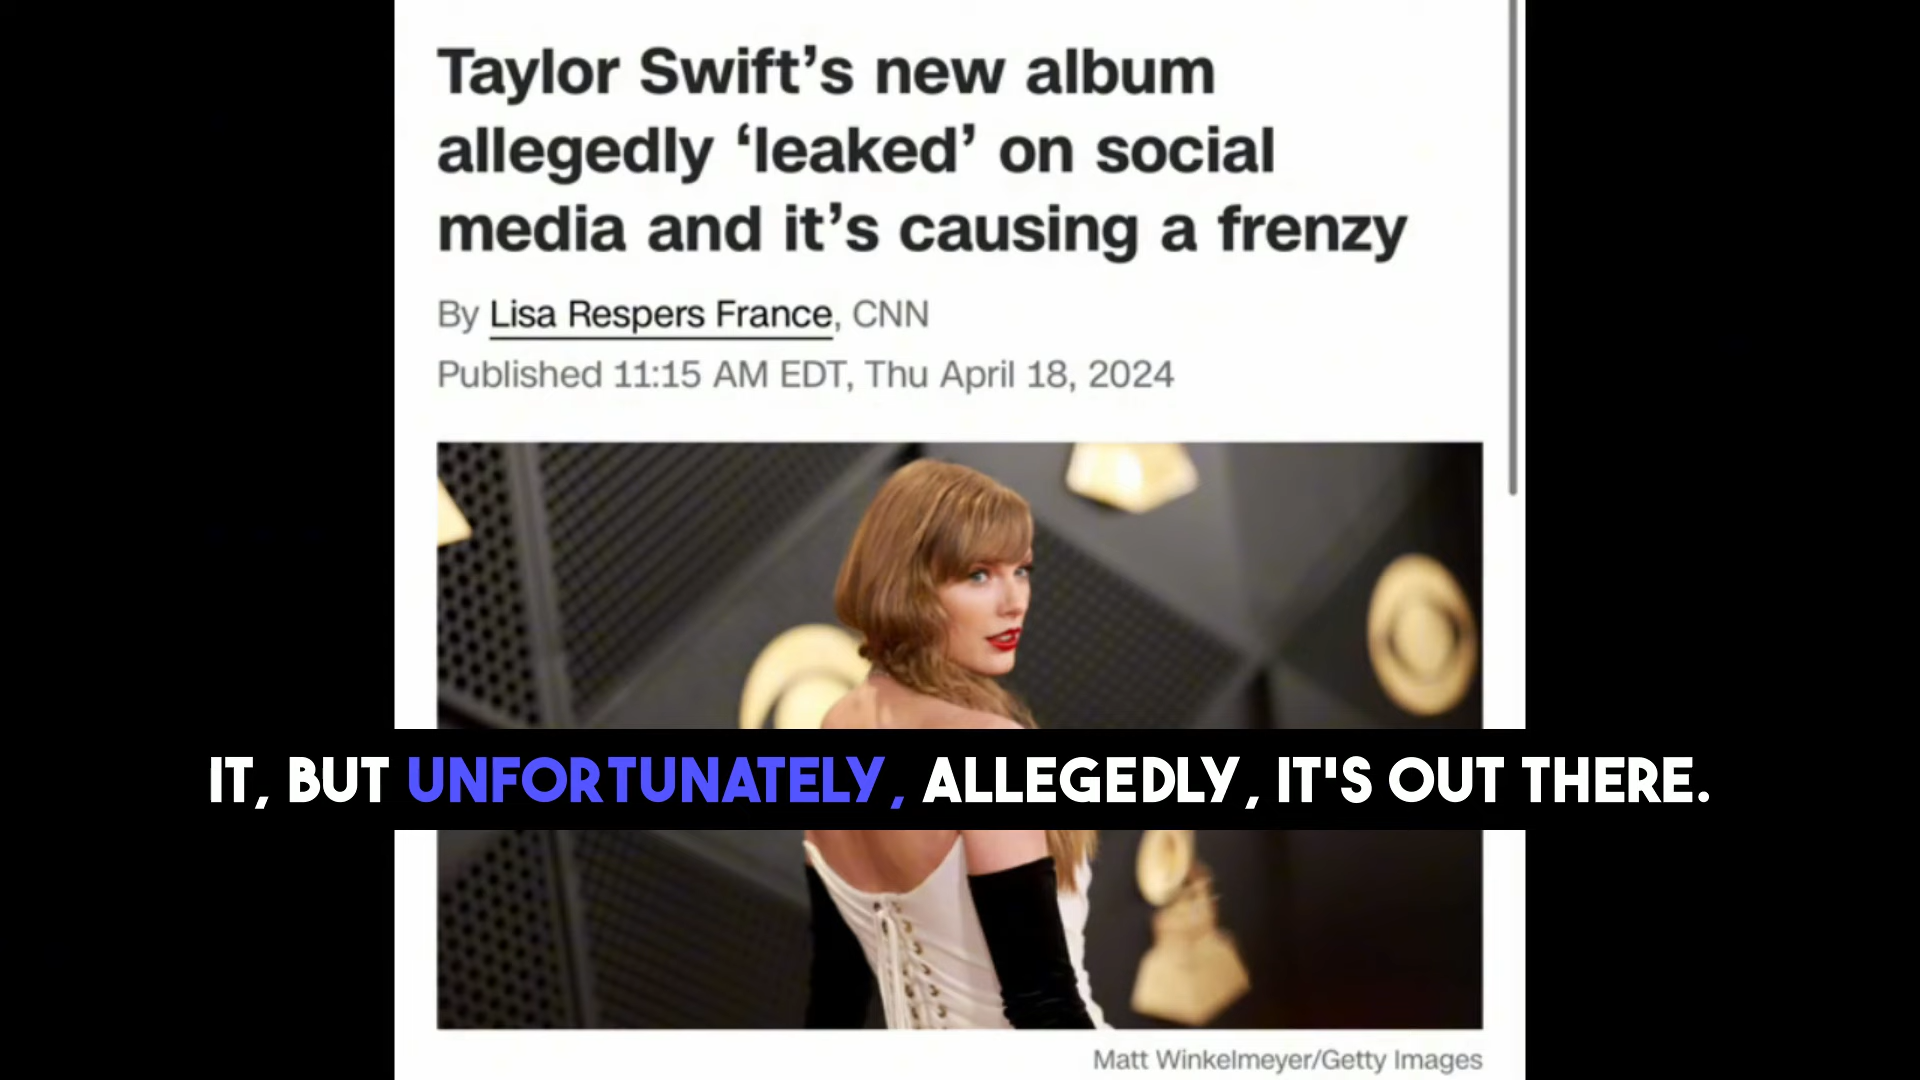 Taylor Swift’s new album
allegedly ‘leaked’ on social
media and it’s causing a frenzy
By Lisa Respers France, CNN
Published 11:15 AM EDT, Thu April 18, 2024
IT, BUT UNFORTUNATELY, ALLEGEDLY, IT'S OUT THERE.
Matt Winkelmeyer/Getty Images